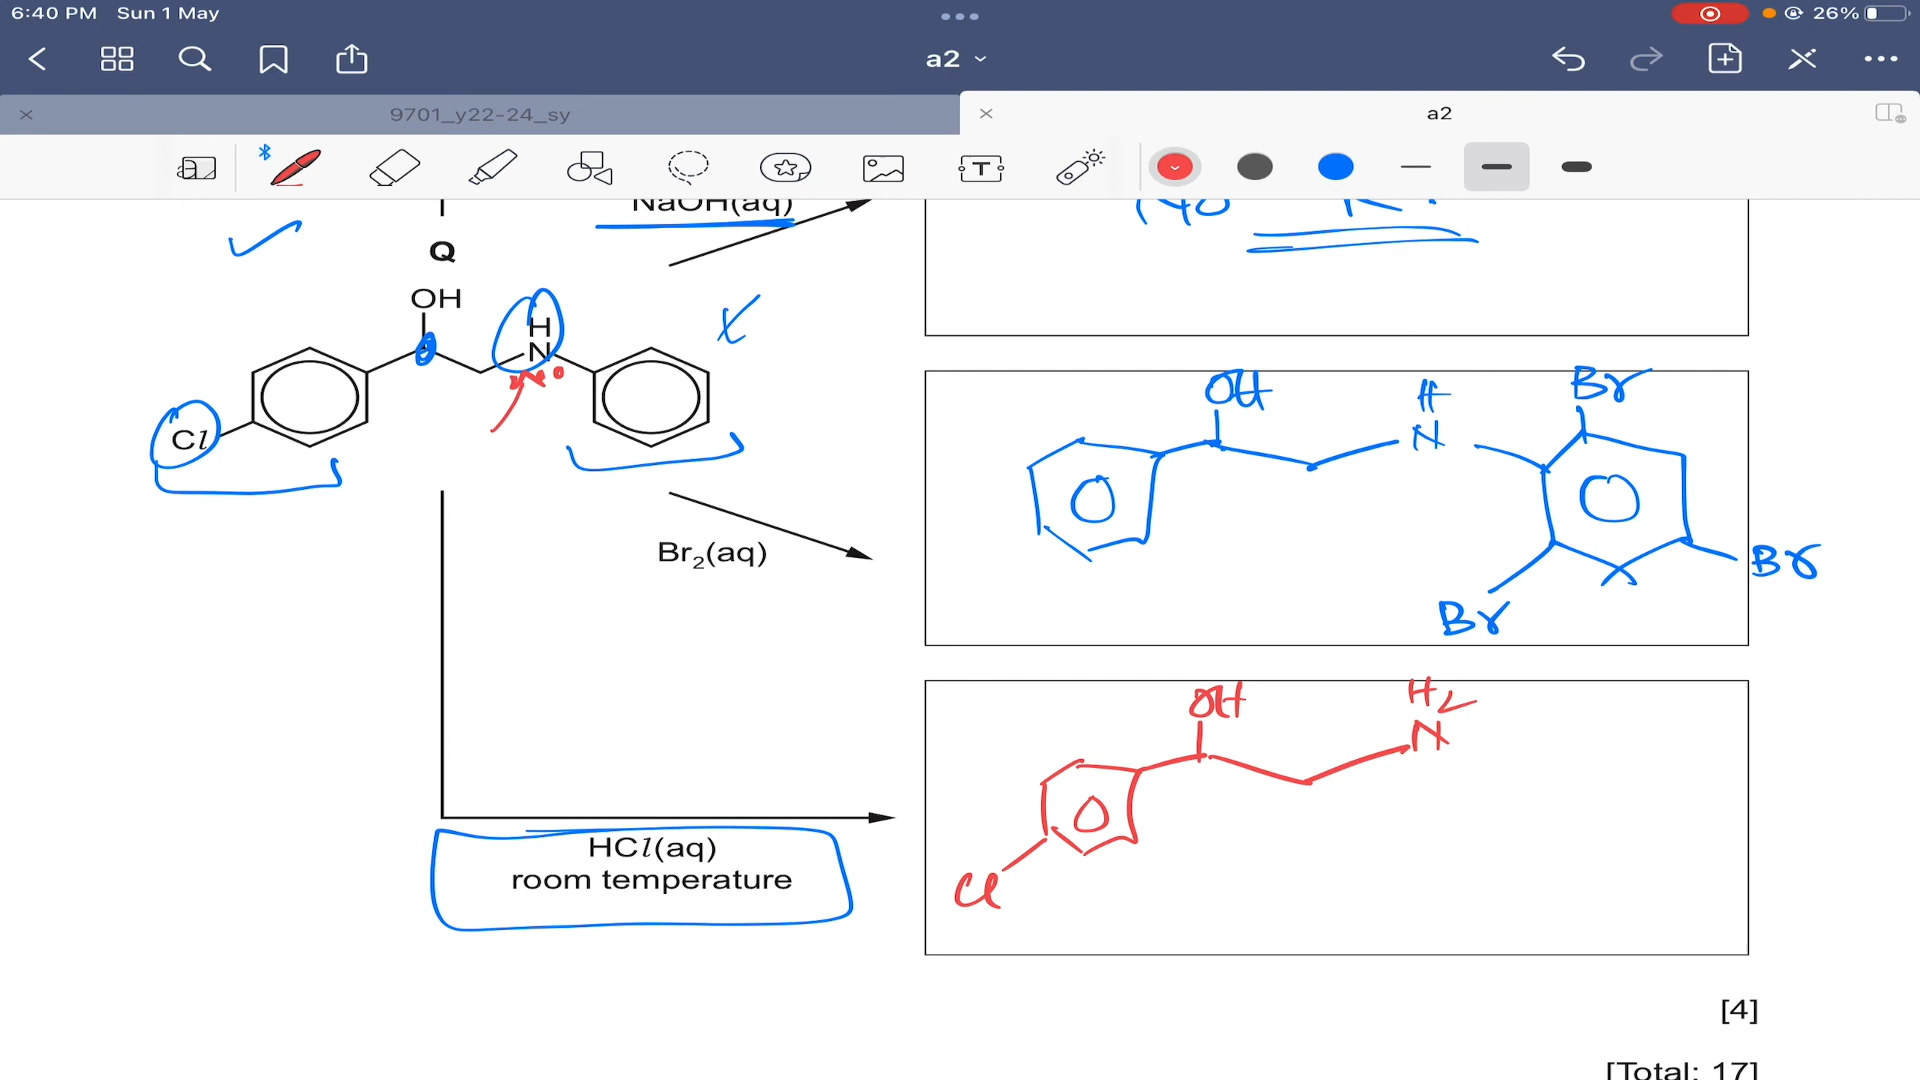 6:40 PM Sun 1 May
26%
a2
9701_y22-24_sy
a2
T
NaOH(aq)
Q
OH
H
N
Cl
OH
H
N
Br
Br
Br
Br2(aq)
OH
H2
N
Cl
HCl(aq)
room temperature
[4]
[Total: 17]